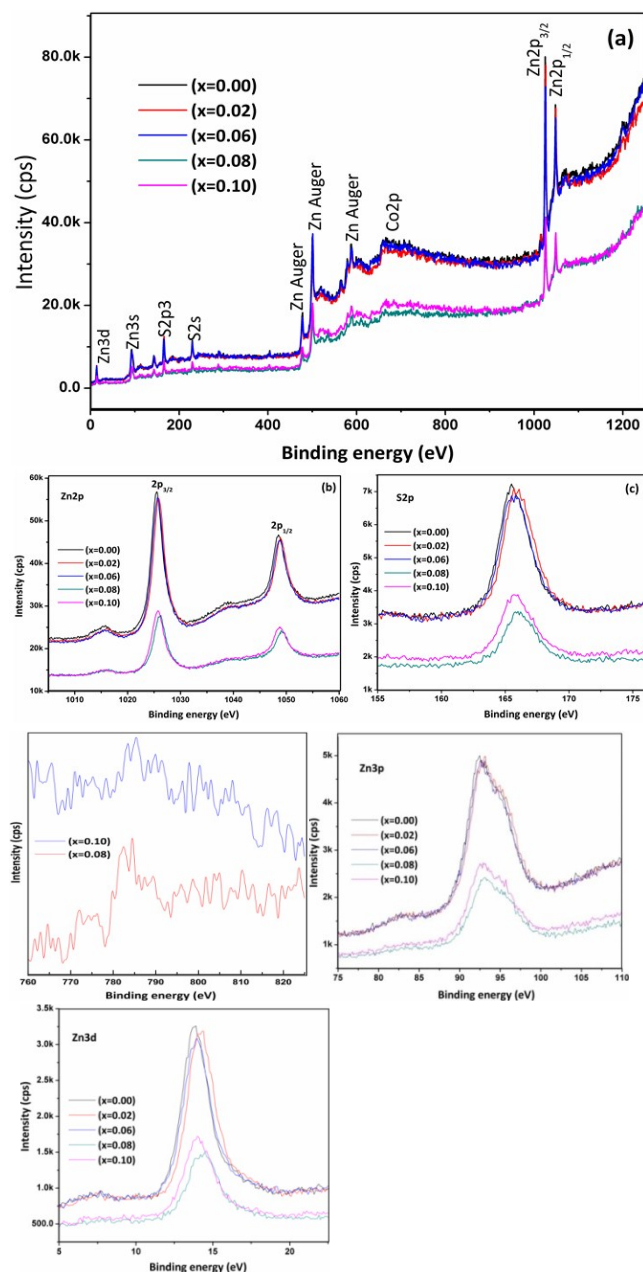 (a)
Zn2p3/2
Zn2p1/2
(x=0.00)
(x=0.02)
(x=0.06)
(x=0.08)
(x=0.10)
Zn3d
Zn3s
S2p3
S2s
Zn Auger
Zn Auger
Zn Auger
Co2p
80.0k
60.0k
40.0k
20.0k
0.0
Intensity (cps)
0 200 400 600 800 1000 1200
Binding energy (eV)
Zn2p
2p3/2
2p1/2
(b)
(x=0.00)
(x=0.02)
(x=0.06)
(x=0.08)
(x=0.10)
60k
50k
40k
30k
20k
10k
Intensity (cps)
1010 1020 1030 1040 1050 1060
Binding energy (eV)
S2p
(c)
(x=0.00)
(x=0.02)
(x=0.06)
(x=0.08)
(x=0.10)
7k
6k
5k
4k
3k
2k
1k
Intensity (cps)
155 160 165 170 175
Binding energy (eV)
(x=0.10)
(x=0.08)
Intensity (cps)
760 770 780 790 800 810 820
Binding energy (eV)
Zn3p
(x=0.00)
(x=0.02)
(x=0.06)
(x=0.08)
(x=0.10)
5k
4k
3k
2k
1k
Intensity (cps)
75 80 85 90 95 100 105 110
Binding energy (eV)
Zn3d
(x=0.00)
(x=0.02)
(x=0.06)
(x=0.08)
(x=0.10)
3.5k
3.0k
2.5k
2.0k
1.5k
1.0k
500.0
Intensity (cps)
5 10 15 20
Binding energy (eV)